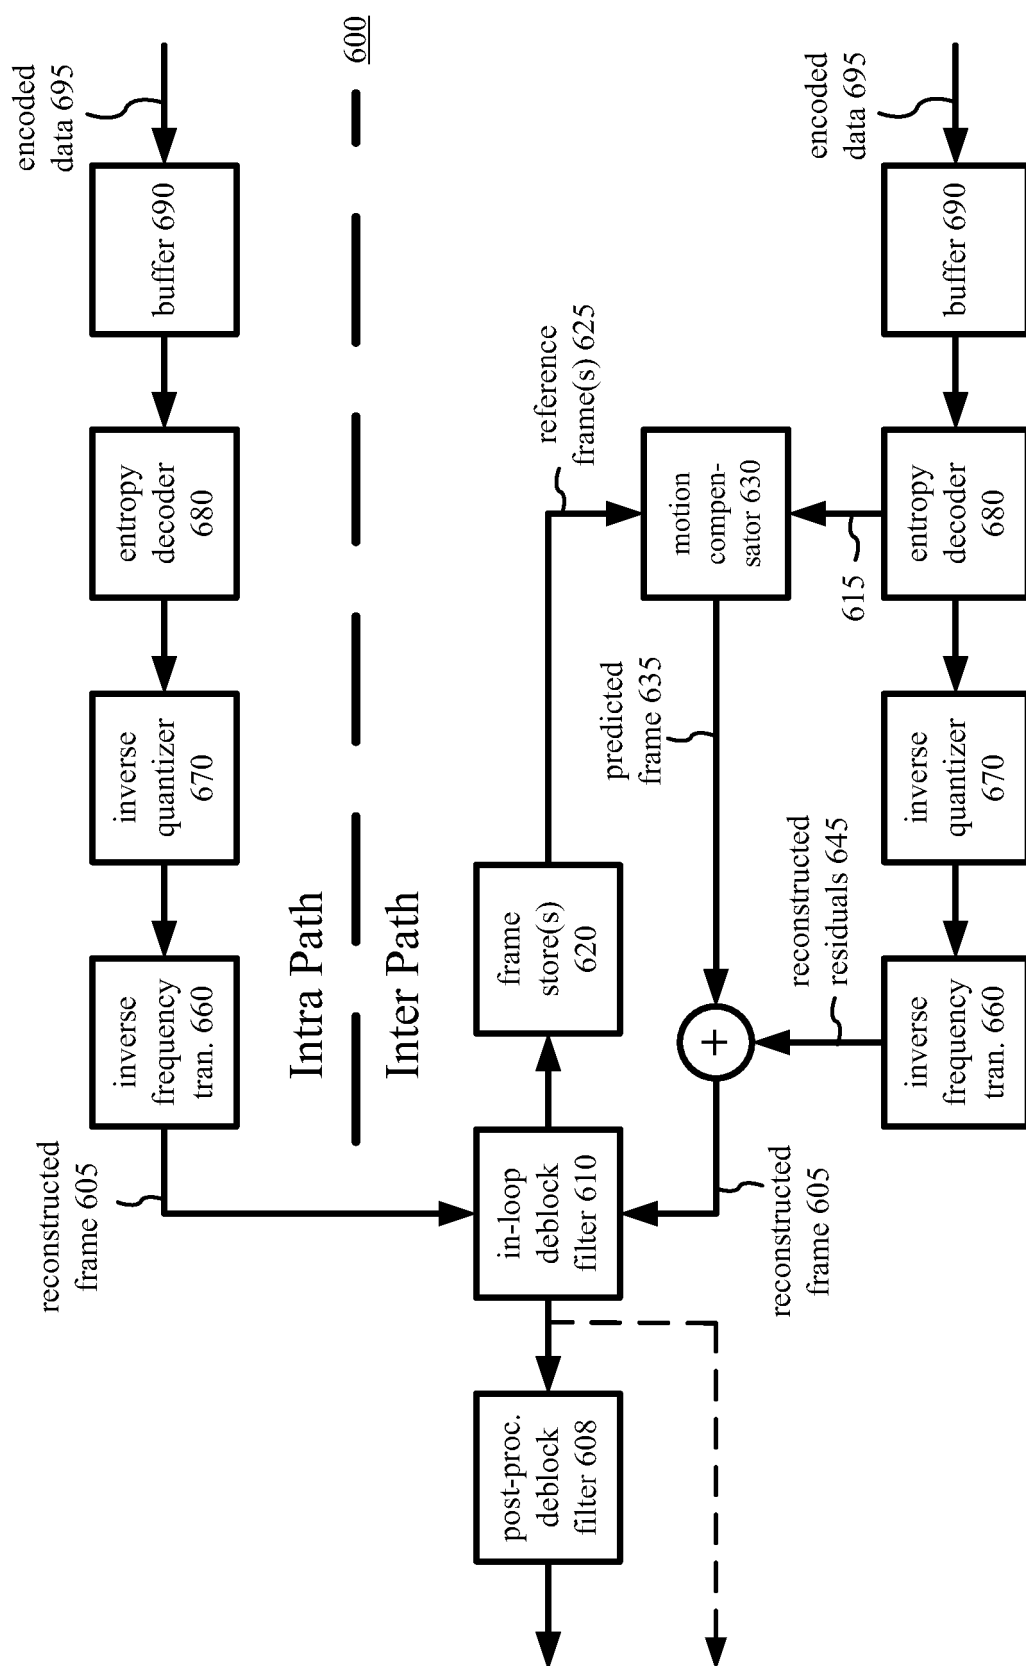 reconstructed
frame 605
inverse
frequency
tran. 660
inverse
quantizer
670
entropy
decoder
680
buffer 690
encoded
data 695
Intra Path
600
Inter Path
post-proc.
deblock
filter 608
in-loop
deblock
filter 610
frame
store(s)
620
reference
frame(s) 625
predicted
frame 635
motion
compen-
sator 630
+
reconstructed
frame 605
reconstructed
residuals 645
615
encoded
data 695
inverse
frequency
tran. 660
inverse
quantizer
670
entropy
decoder
680
buffer 690